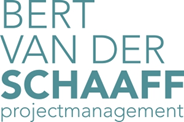 BERT
VAN DER
SCHAAFF
projectmanagement